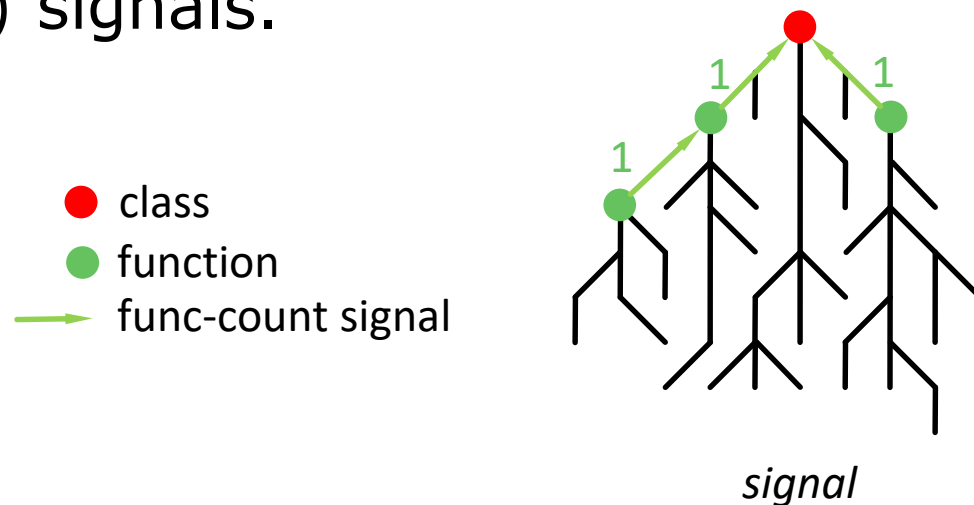 ) signals.
1
1
1
class
function
func-count signal
signal